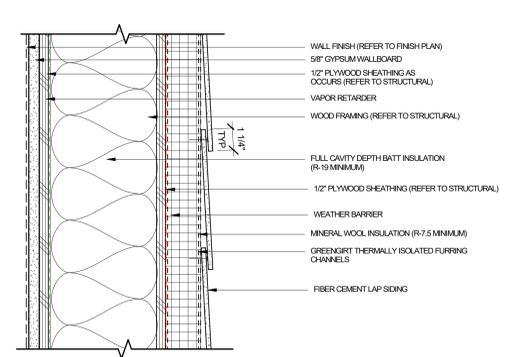 WALL FINISH (REFER TO FINISH PLAN)
5/8" GYPSUM WALLBOARD
1/2" PLYWOOD SHEATHING AS
OCCURS (REFER TO STRUCTURAL)
VAPOR RETARDER
WOOD FRAMING (REFER TO STRUCTURAL)
1 1/4"
TYP
FULL CAVITY DEPTH BATT INSULATION
(R-19 MINIMUM)
1/2" PLYWOOD SHEATHING (REFER TO STRUCTURAL)
WEATHER BARRIER
MINERAL WOOL INSULATION (R-7.5 MINIMUM)
GREENGIRT THERMALLY ISOLATED FURRING
CHANNELS
FIBER CEMENT LAP SIDING